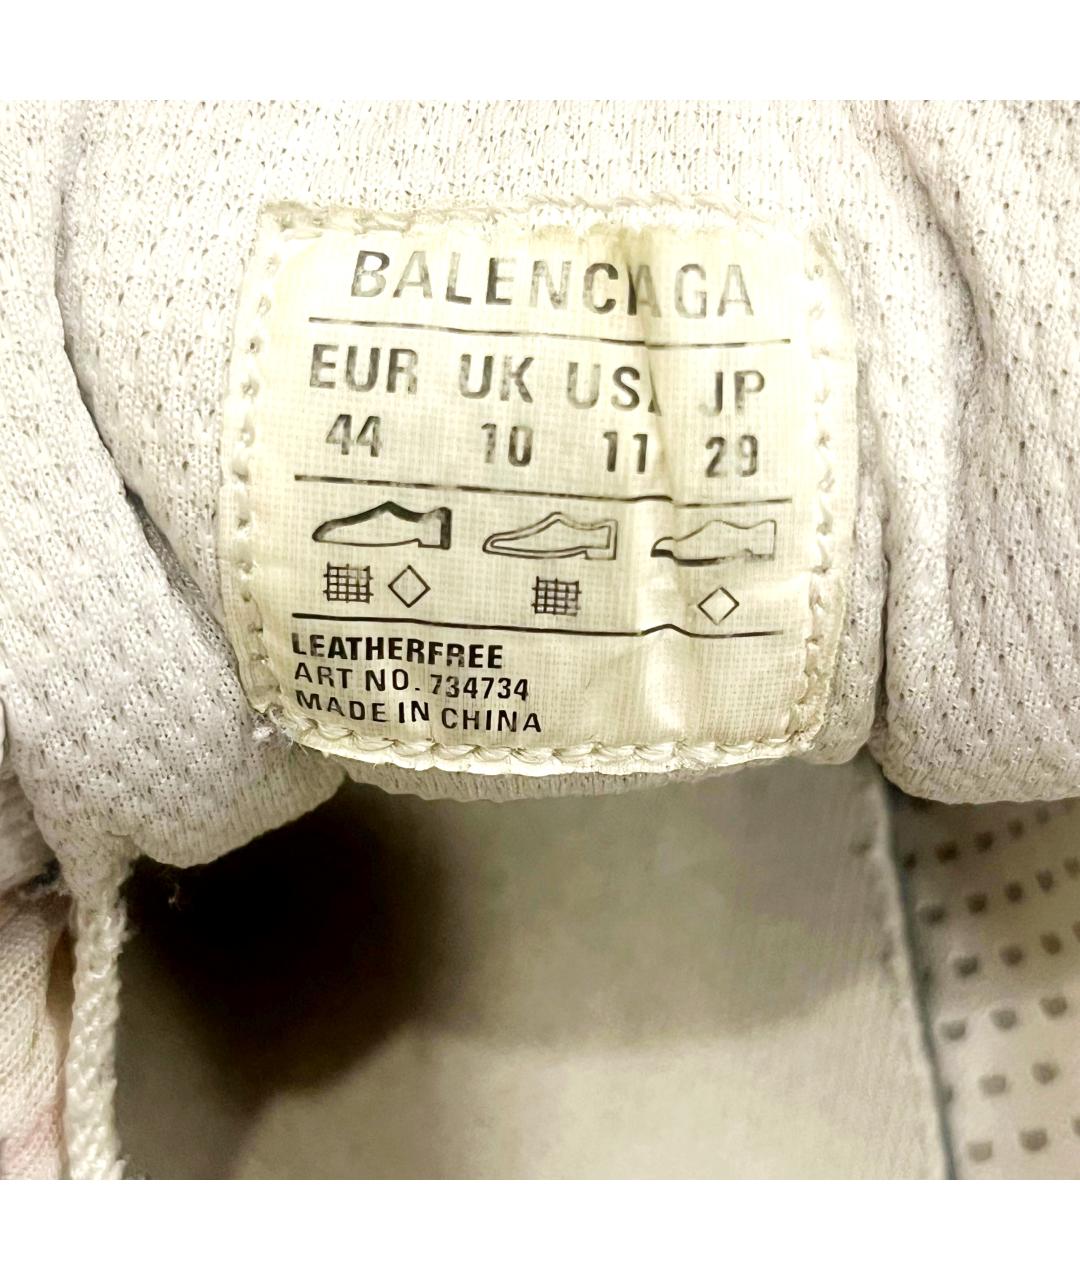 BALENCIAGA
EUR UK USA JP
44 10 11 29
LEATHERFREE
ART NO. 734734
MADE IN CHINA